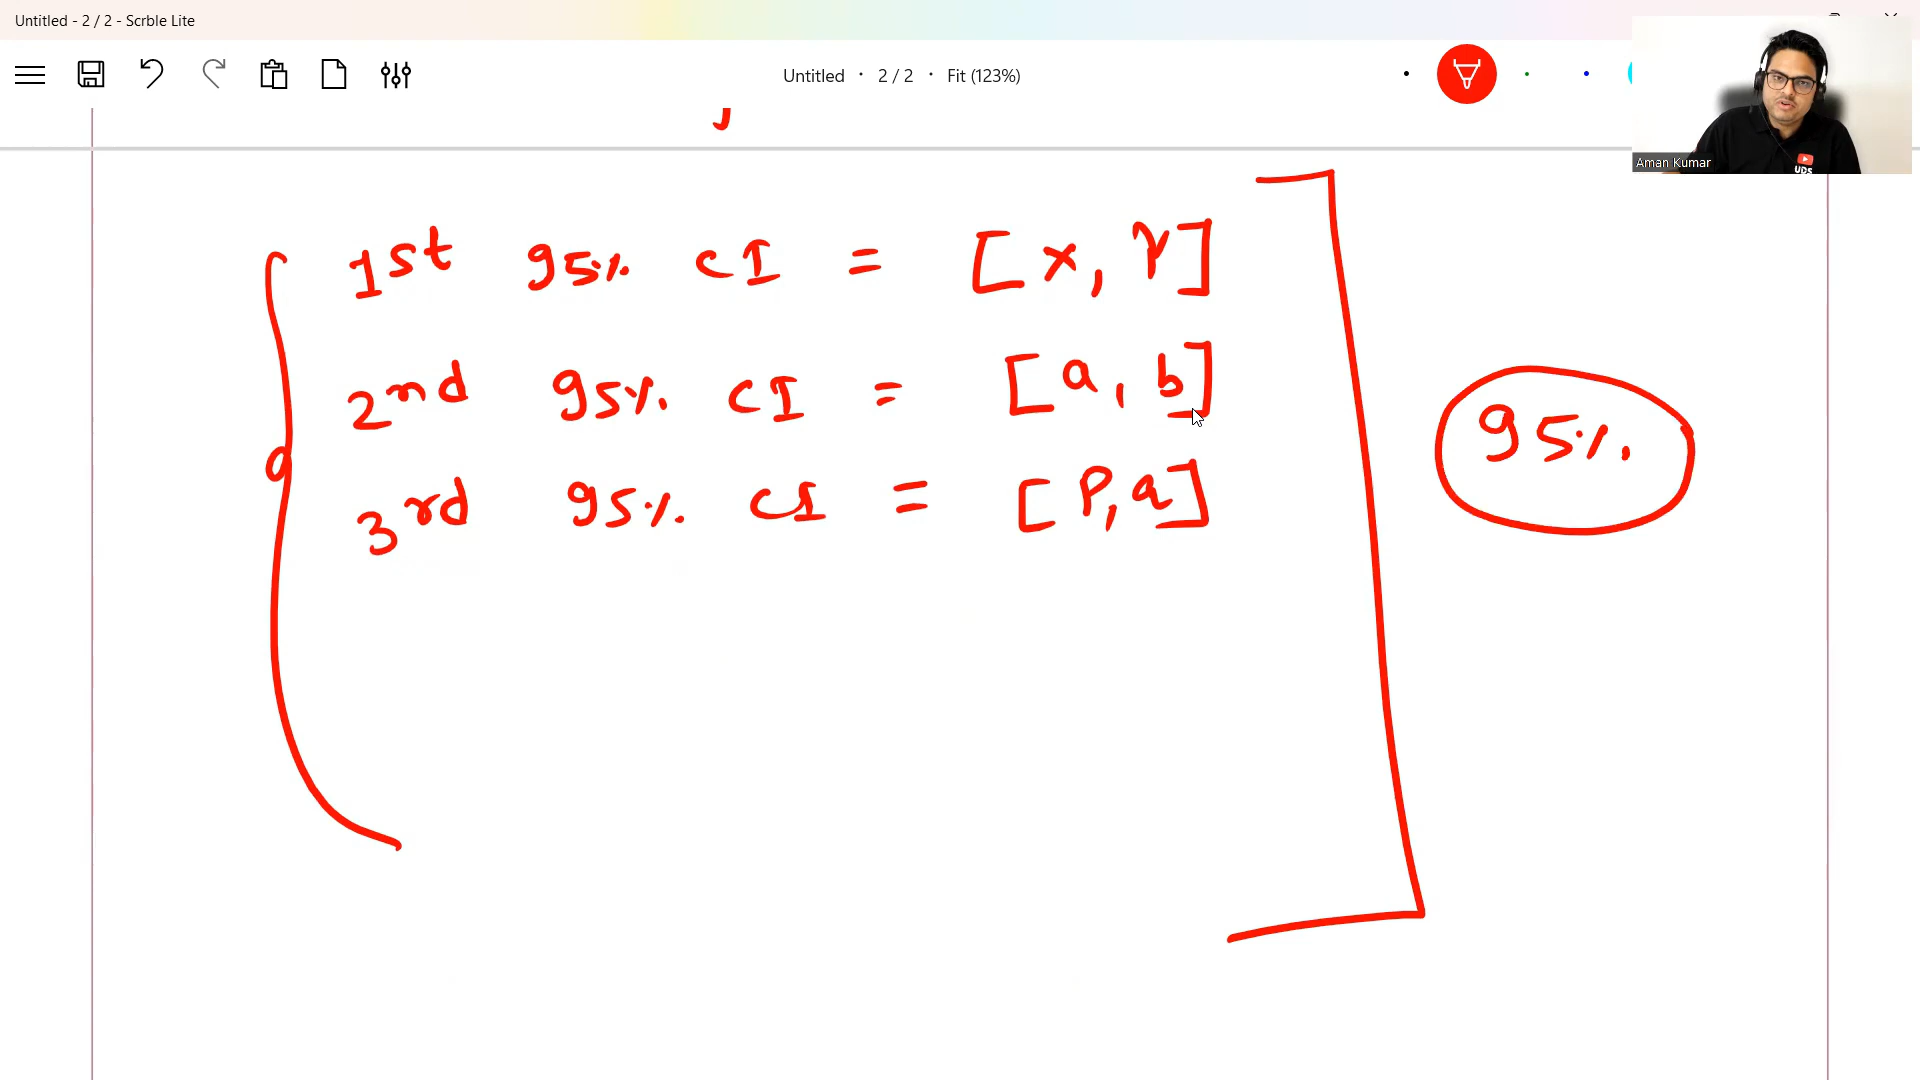 Untitled - 2 / 2 - Scrble Lite
Untitled • 2 / 2 • Fit (123%)
Aman Kumar
UDS
1st 95% CI = [x, y]
2nd 95% CI = [a, b]
3rd 95% CI = [P, q]
95%